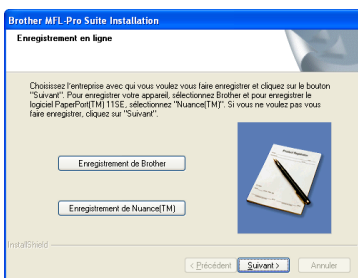 Brother MFL-Pro Suite Installation
Enregistrement en ligne
Choisissez l'entreprise avec qui vous voulez vous faire enregistrer et cliquez sur le bouton
"Suivant". Pour enregistrer votre appareil, sélectionnez Brother et pour enregistrer le
logiciel PaperPort(TM) 11SE, sélectionnez "Nuance(TM)". Si vous ne voulez pas vous
faire enregistrer, cliquez sur "Suivant".
Product Registration
Enregistrement de Brother
Enregistrement de Nuance(TM)
InstallShield
< Précédent
Suivant >
Annuler